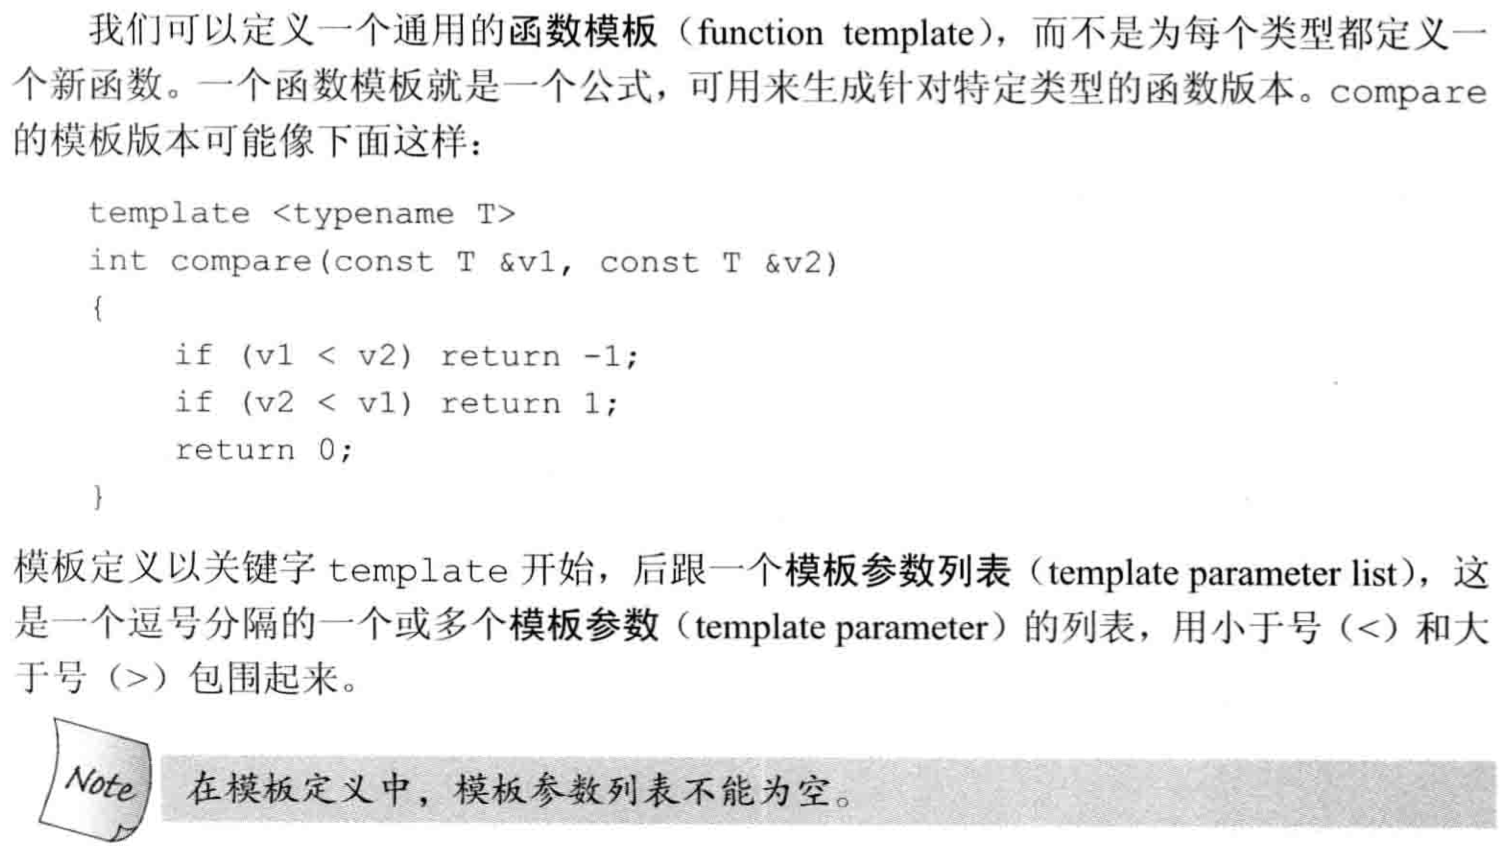 我们可以定义一个通用的函数模板（function template），而不是为每个类型都定义一
个新函数。一个函数模板就是一个公式，可用来生成针对特定类型的函数版本。compare
的模板版本可能像下面这样：
template <typename T>
int compare(const T &v1, const T &v2)
{
if (v1 < v2) return -1;
if (v2 < v1) return 1;
return 0;
}
模板定义以关键字 template 开始，后跟一个模板参数列表（template parameter list），这
是一个逗号分隔的一个或多个模板参数（template parameter）的列表，用小于号（<）和大
于号（>）包围起来。
Note 在模板定义中，模板参数列表不能为空。